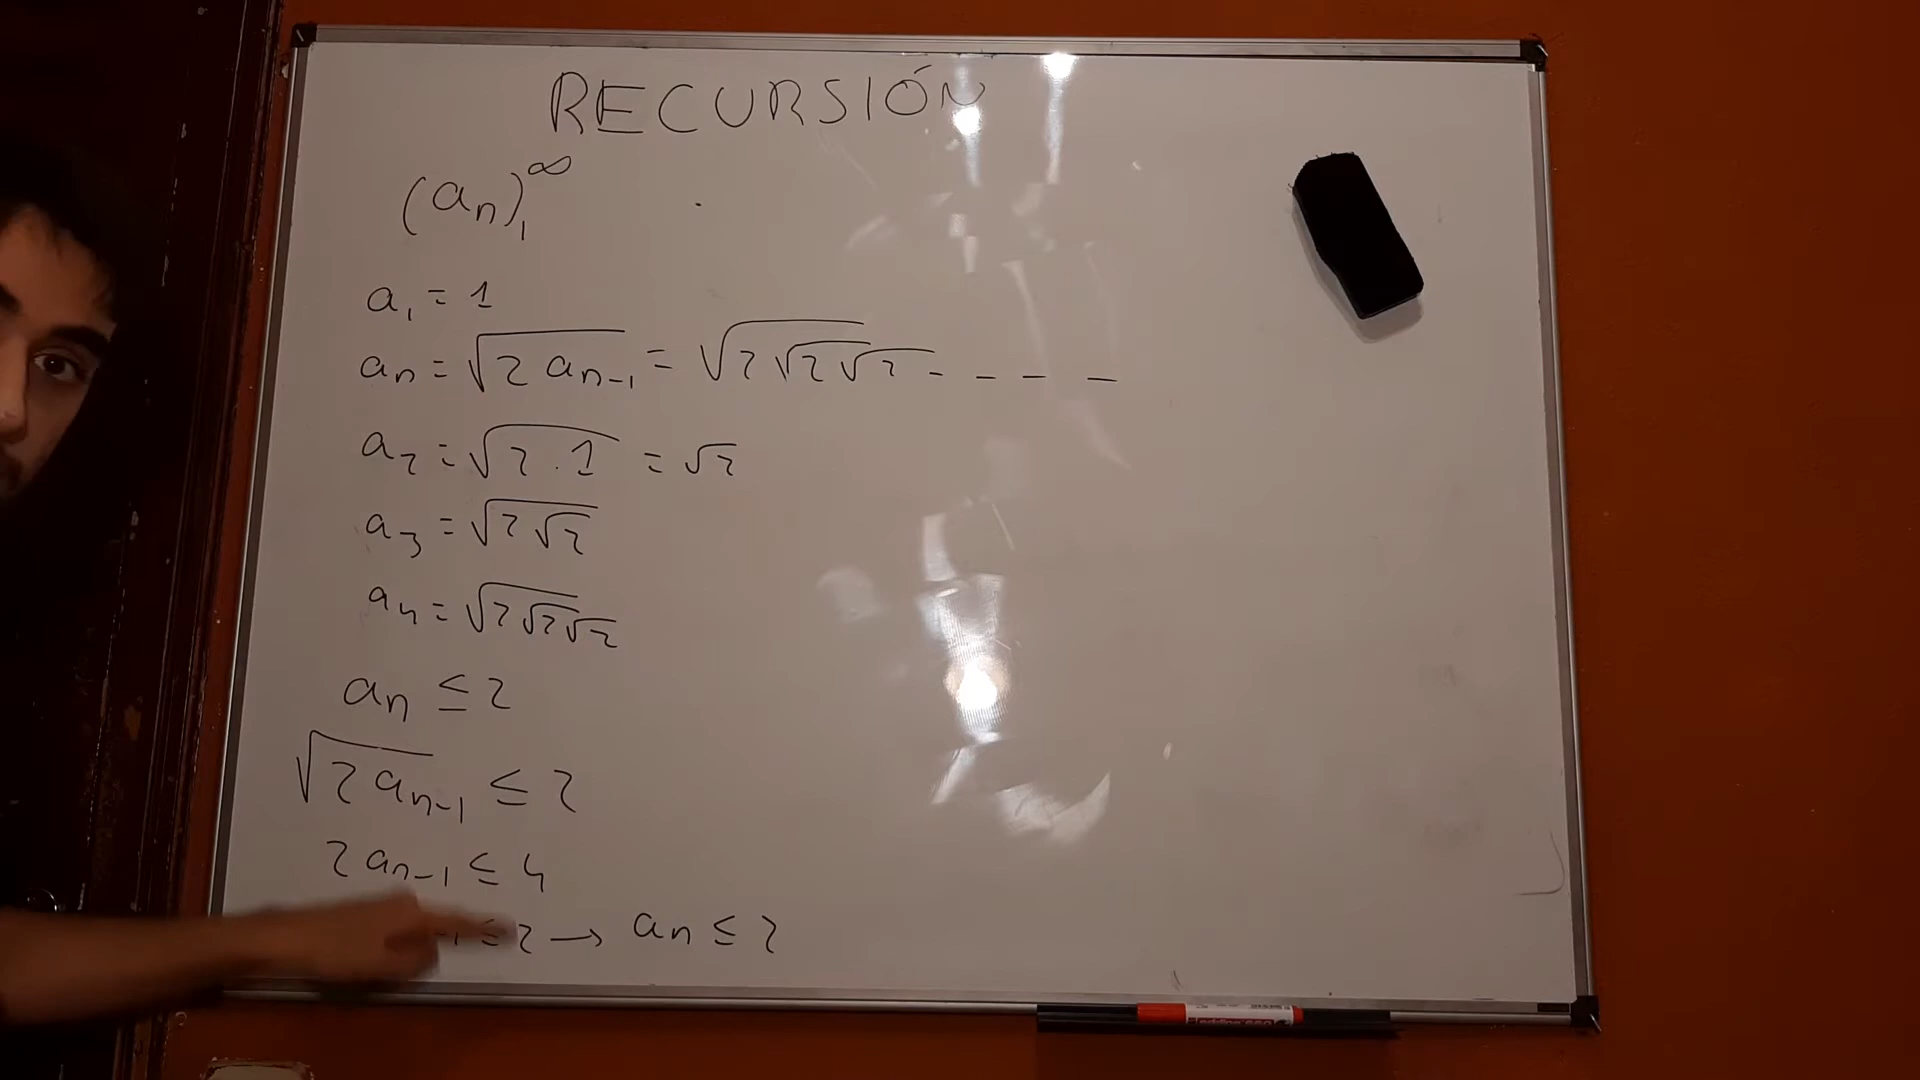 RECURSIÓN
(aₙ)₁^∞
a₁ = 1
aₙ = √(2 aₙ₋₁) = √(2√(2√(2 - - - -
a₂ = √(2 . 1) = √2
a₃ = √(2√2)
a₄ = √(2√(2√2))
aₙ ≤ 2
√(2 aₙ₋₁) ≤ 2
2 aₙ₋₁ ≤ 4
≤ 2 → aₙ ≤ 2